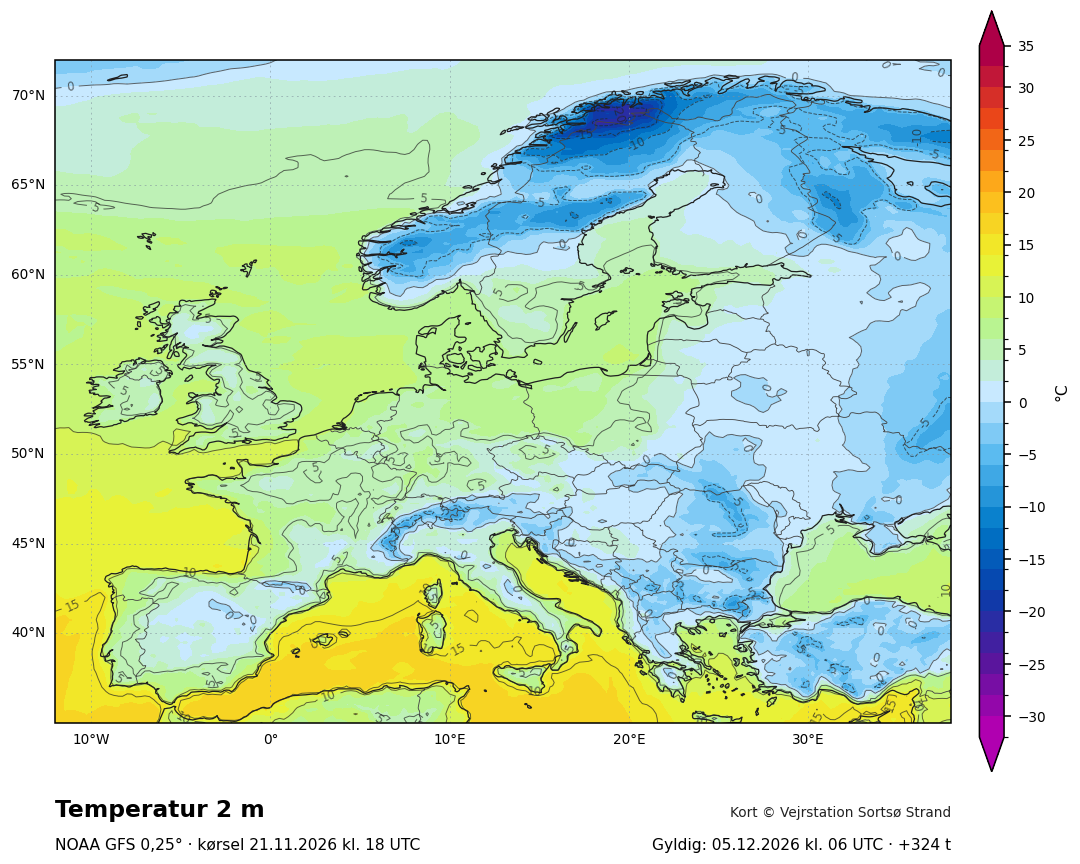 70°N
65°N
60°N
55°N
50°N
45°N
40°N
10°W 0° 10°E 20°E 30°E
35
30
25
20
15
10
5
0
−5
−10
−15
−20
−25
−30
°C
Temperatur 2 m
Kort © Vejrstation Sortsø Strand
NOAA GFS 0,25° · kørsel 21.11.2026 kl. 18 UTC
Gyldig: 05.12.2026 kl. 06 UTC · +324 t